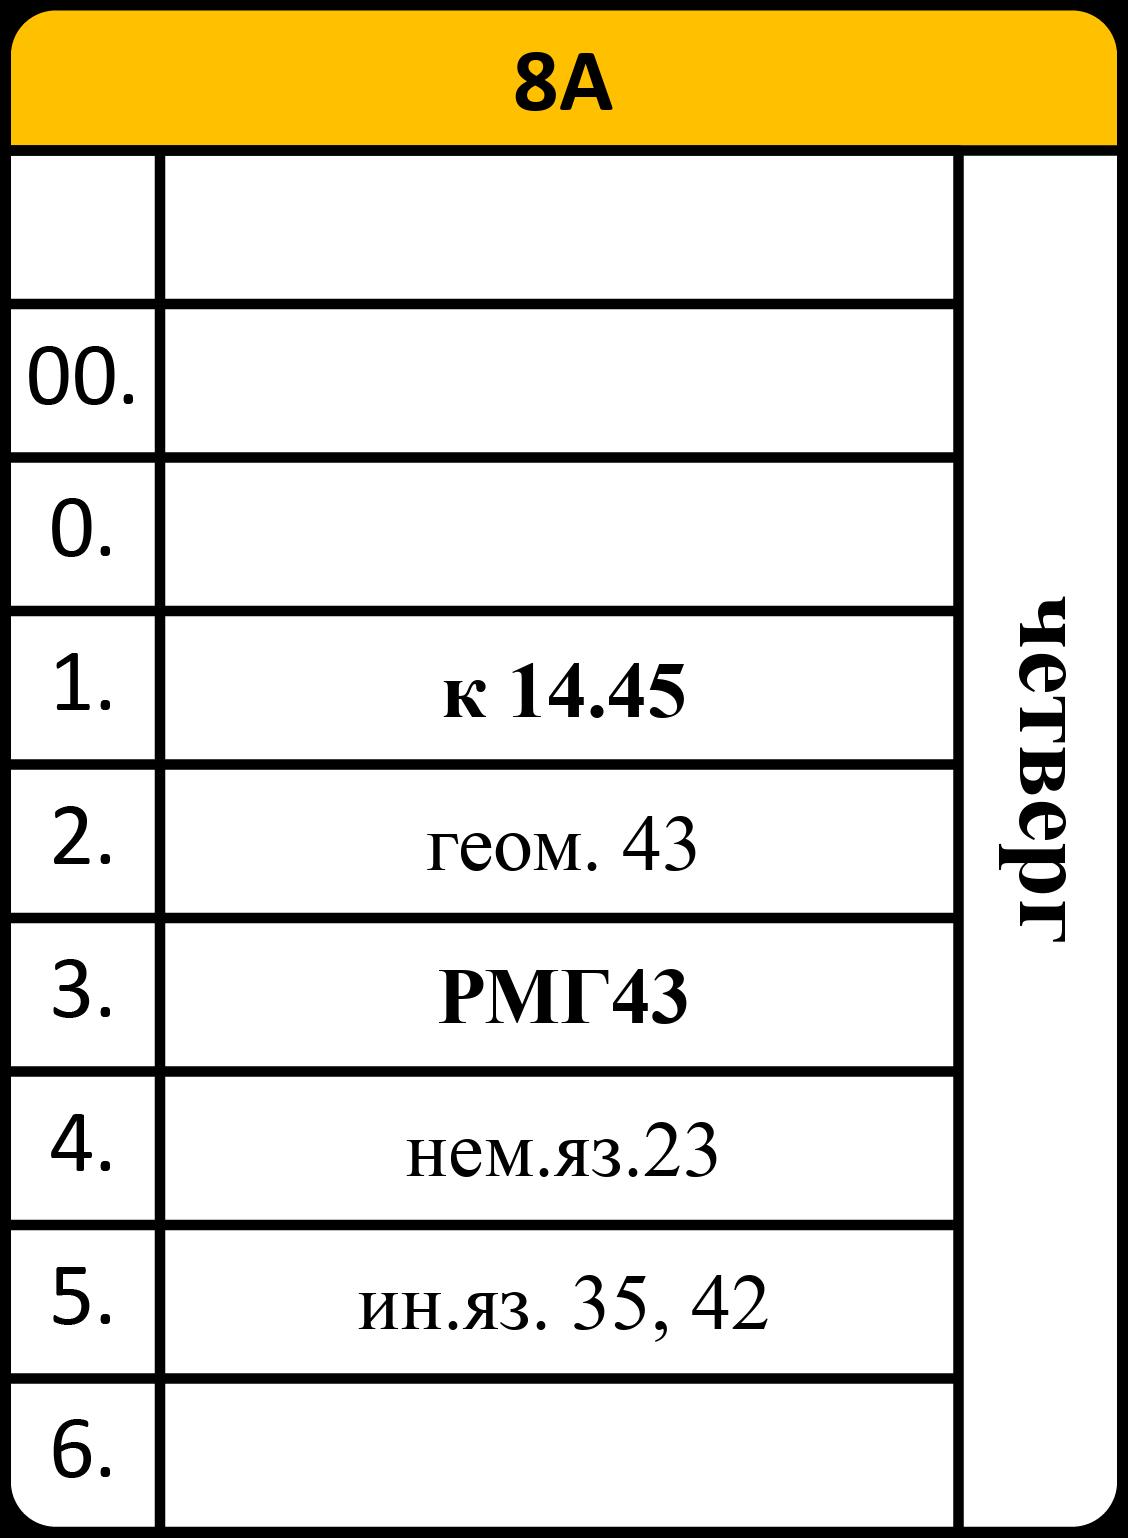 8А
00.
0.
1. к 14.45
2. геом. 43
3. РМГ43
4. нем.яз.23
5. ин.яз. 35, 42
6.
четверг